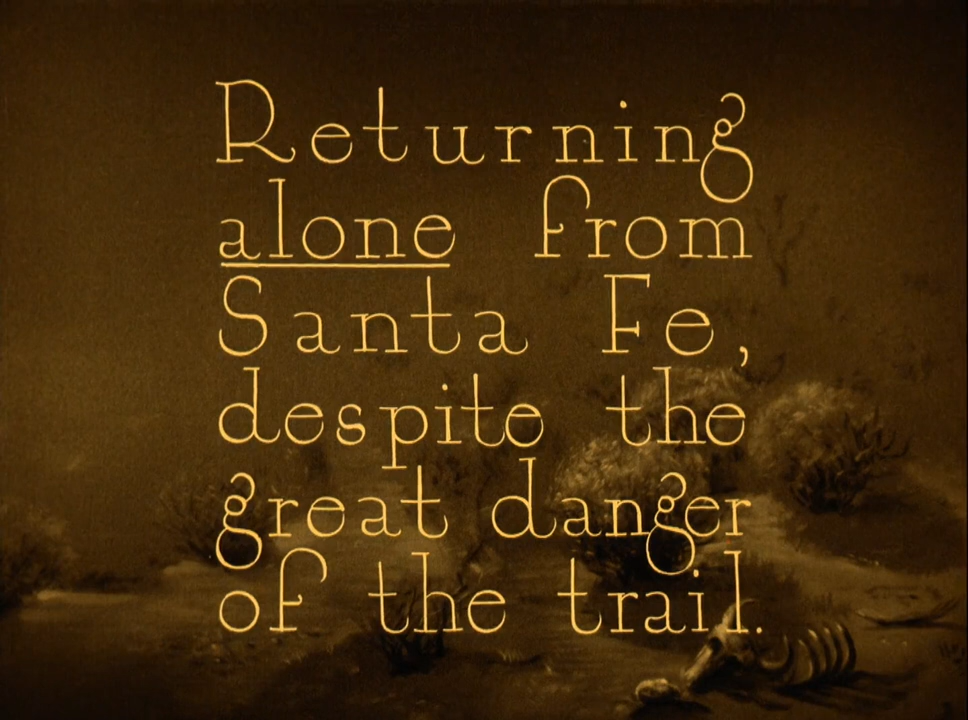 Returning
alone from
Santa Fe,
despite the
great danger
of the trail.